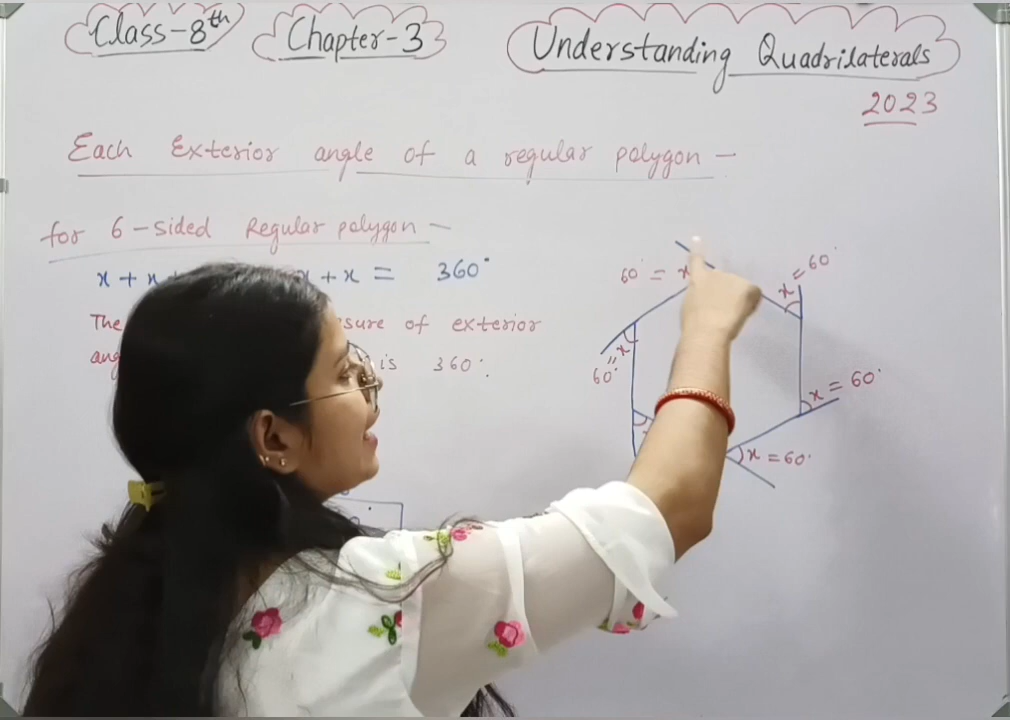 Class-8th Chapter-3 Understanding Quadrilaterals
2023
Each Exterior angle of a regular polygon -
for 6-sided Regular polygon -
x + x + x = 360°
The sure of exterior
ang is 360°.
60° = x
x = 60°
x = 60°
x = 60°
x = 60°